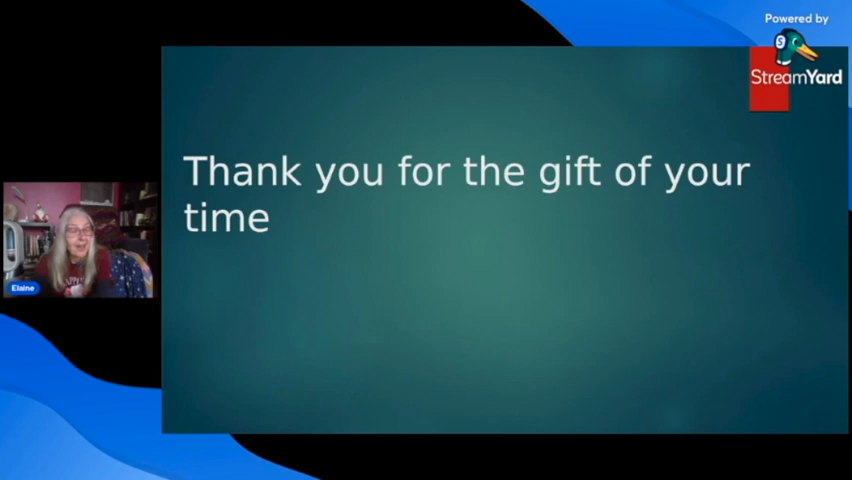 Powered by
StreamYard
Thank you for the gift of your
time
Elaine